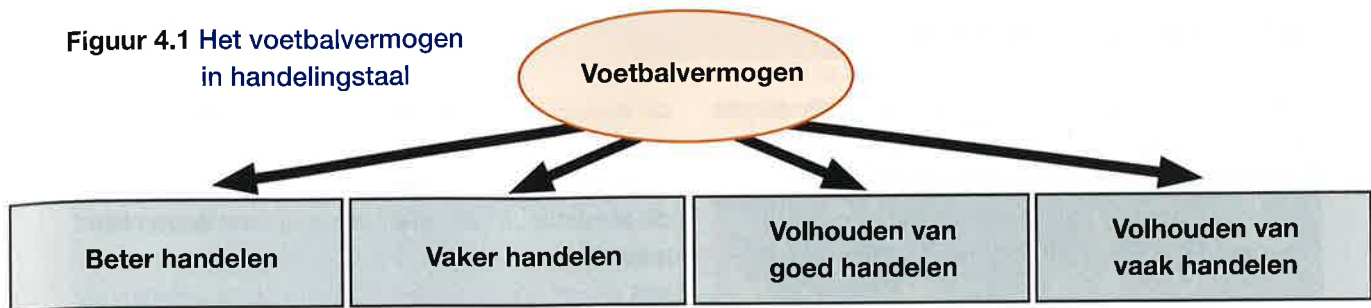 Figuur 4.1 Het voetbalvermogen
in handelingstaal
Voetbalvermogen
Beter handelen
Vaker handelen
Volhouden van
goed handelen
Volhouden van
vaak handelen